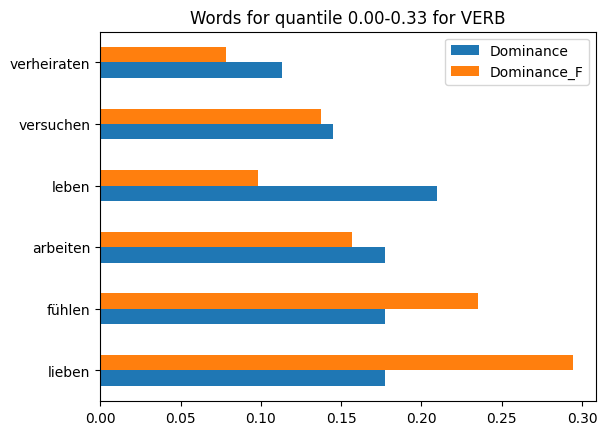 Words for quantile 0.00-0.33 for VERB
Dominance
Dominance_F
verheiraten
versuchen
leben
arbeiten
fühlen
lieben
0.00 0.05 0.10 0.15 0.20 0.25 0.30